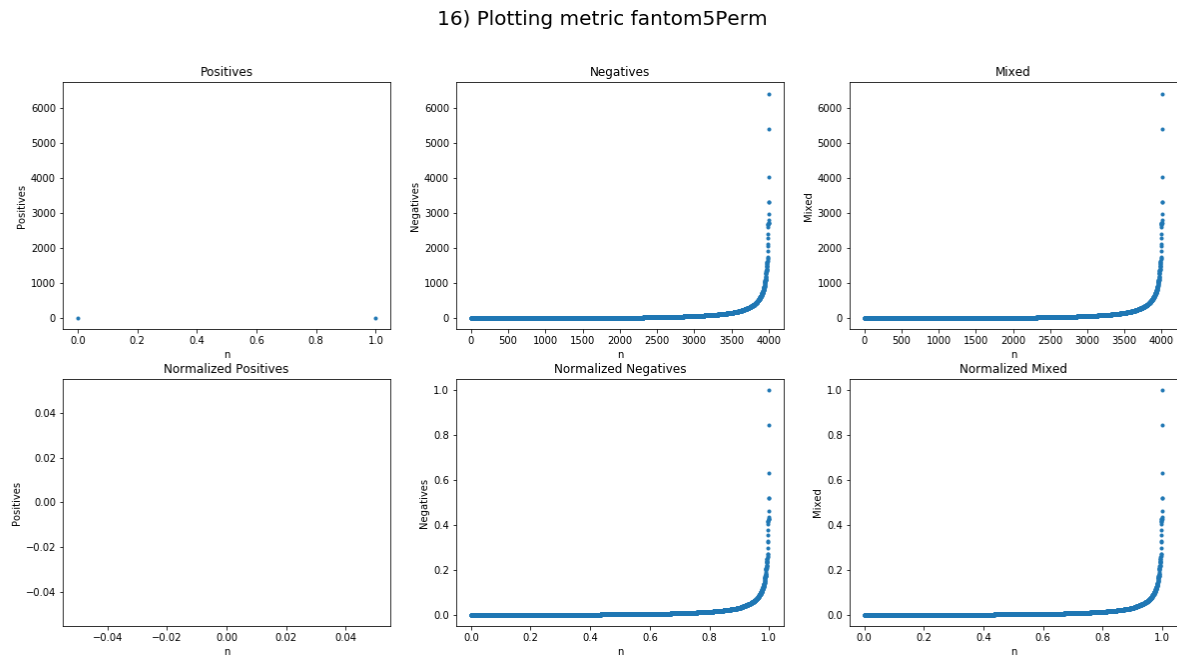 16) Plotting metric fantom5Perm
Positives
Negatives
Mixed
6000
5000
4000
3000
2000
1000
0
Positives
0.0 0.2 0.4 0.6 0.8 1.0
n
6000
5000
4000
3000
2000
1000
0
Negatives
0 500 1000 1500 2000 2500 3000 3500 4000
n
6000
5000
4000
3000
2000
1000
0
Mixed
0 500 1000 1500 2000 2500 3000 3500 4000
n
Normalized Positives
Normalized Negatives
Normalized Mixed
0.04
0.02
0.00
−0.02
−0.04
Positives
−0.04 −0.02 0.00 0.02 0.04
n
1.0
0.8
0.6
0.4
0.2
0.0
Negatives
0.0 0.2 0.4 0.6 0.8 1.0
n
1.0
0.8
0.6
0.4
0.2
0.0
Mixed
0.0 0.2 0.4 0.6 0.8 1.0
n